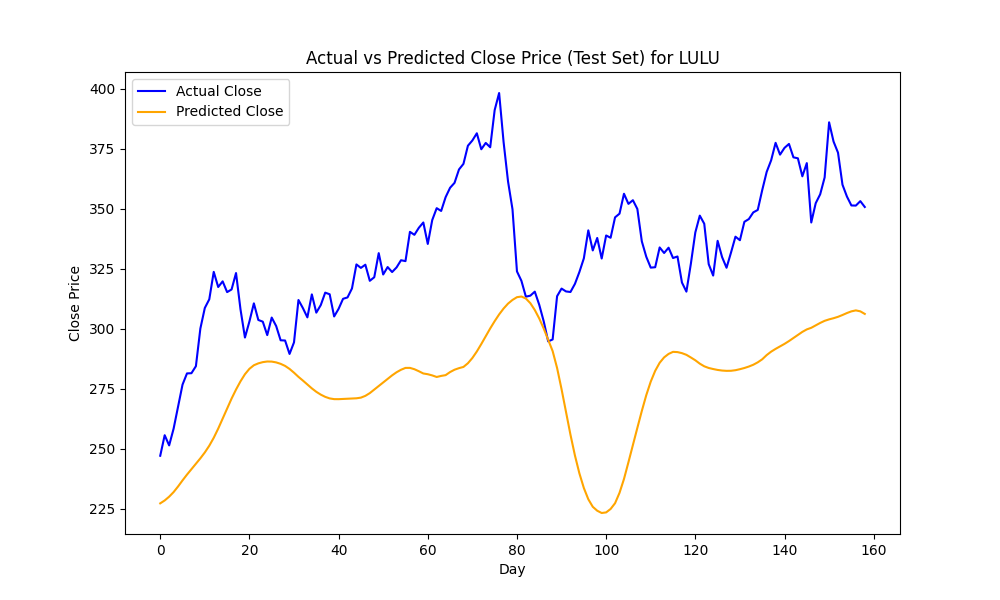 Actual vs Predicted Close Price (Test Set) for LULU
Actual Close
Predicted Close
400
375
350
325
300
275
250
225
Close Price
0 20 40 60 80 100 120 140 160
Day